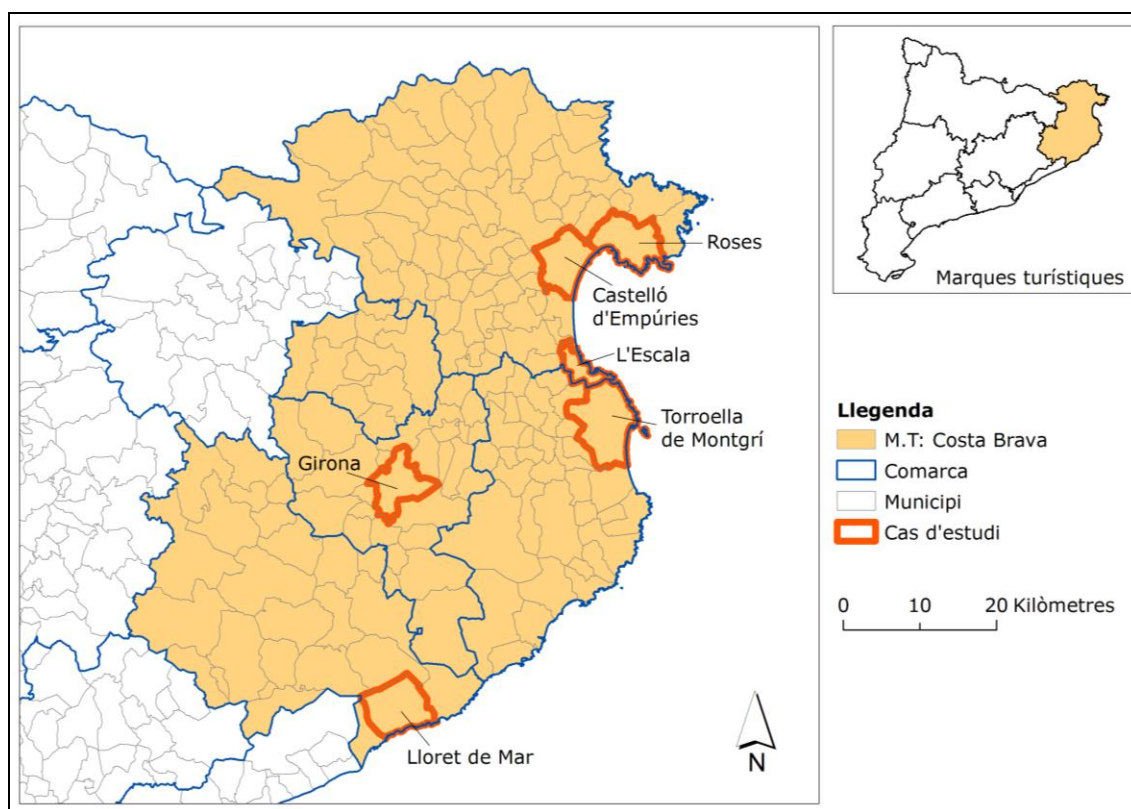 Roses
Castelló
d'Empúries
L'Escala
Torroella
de Montgrí
Girona
Lloret de Mar
N
Marques turístiques
Llegenda
M.T: Costa Brava
Comarca
Municipi
Cas d'estudi
0 10 20 Kilòmetres